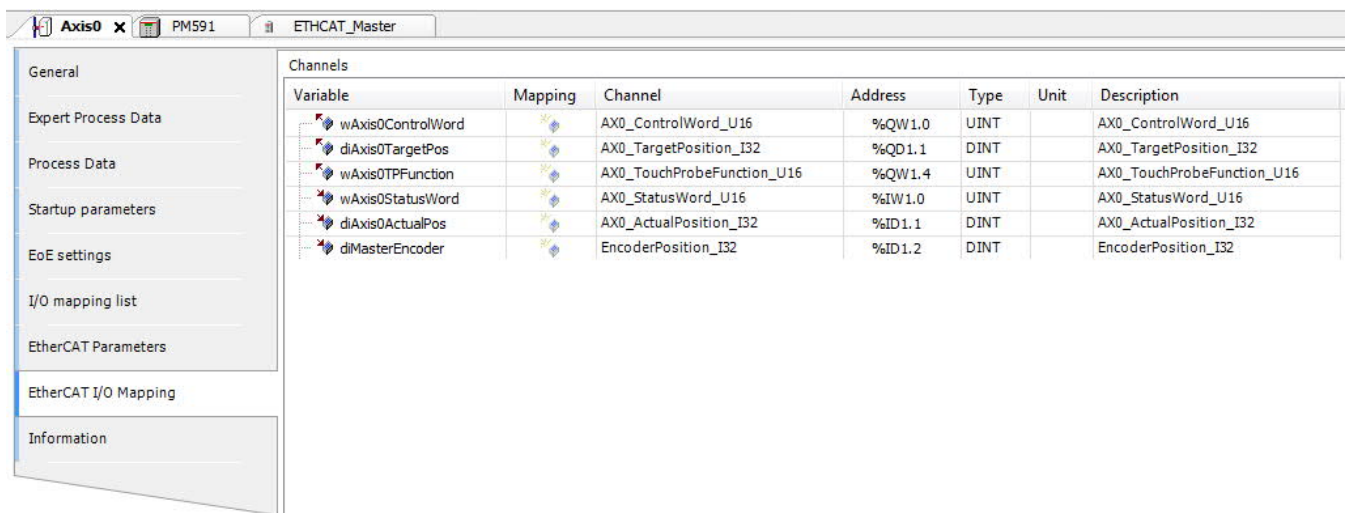 Axis0 x PM591 ETHCAT_Master
General
Expert Process Data
Process Data
Startup parameters
EoE settings
I/O mapping list
EtherCAT Parameters
EtherCAT I/O Mapping
Information
Channels
Variable Mapping Channel Address Type Unit Description
wAxis0ControlWord AX0_ControlWord_U16 %QW1.0 UINT AX0_ControlWord_U16
diAxis0TargetPos AX0_TargetPosition_I32 %QD1.1 DINT AX0_TargetPosition_I32
wAxis0TPFunction AX0_TouchProbeFunction_U16 %QW1.4 UINT AX0_TouchProbeFunction_U16
wAxis0StatusWord AX0_StatusWord_U16 %IW1.0 UINT AX0_StatusWord_U16
diAxis0ActualPos AX0_ActualPosition_I32 %ID1.1 DINT AX0_ActualPosition_I32
diMasterEncoder EncoderPosition_I32 %ID1.2 DINT EncoderPosition_I32